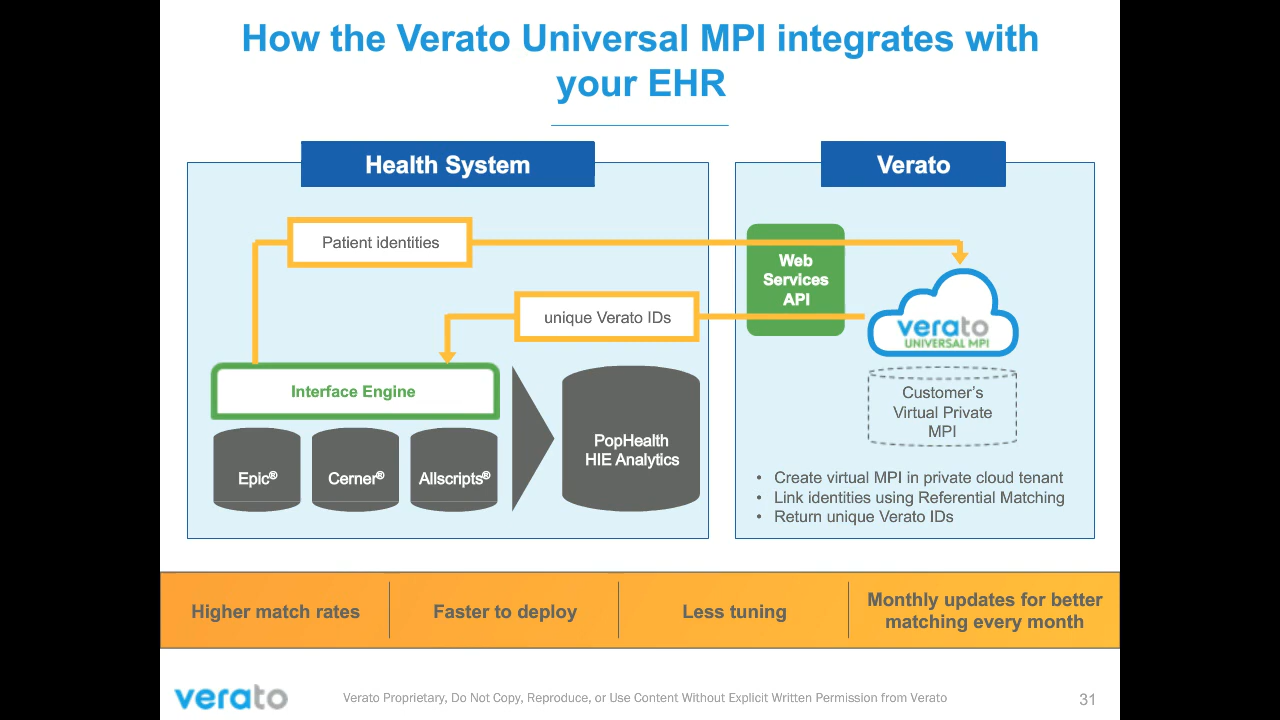 How the Verato Universal MPI integrates with
your EHR
Health System
Verato
Patient identities
Web
Services
API
unique Verato IDs
verato
UNIVERSAL MPI
Interface Engine
Customer's
Virtual Private
MPI
Epic®
Cerner®
Allscripts®
PopHealth
HIE Analytics
• Create virtual MPI in private cloud tenant
• Link identities using Referential Matching
• Return unique Verato IDs
Higher match rates
Faster to deploy
Less tuning
Monthly updates for better
matching every month
verato
Verato Proprietary, Do Not Copy, Reproduce, or Use Content Without Explicit Written Permission from Verato
31